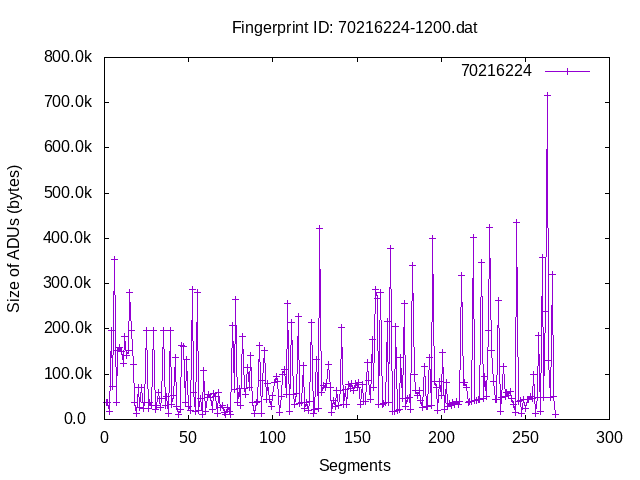 Fingerprint ID: 70216224-1200.dat
800.0k
70216224
700.0k
600.0k
500.0k
400.0k
300.0k
200.0k
100.0k
0.0
Size of ADUs (bytes)
0 50 100 150 200 250 300
Segments